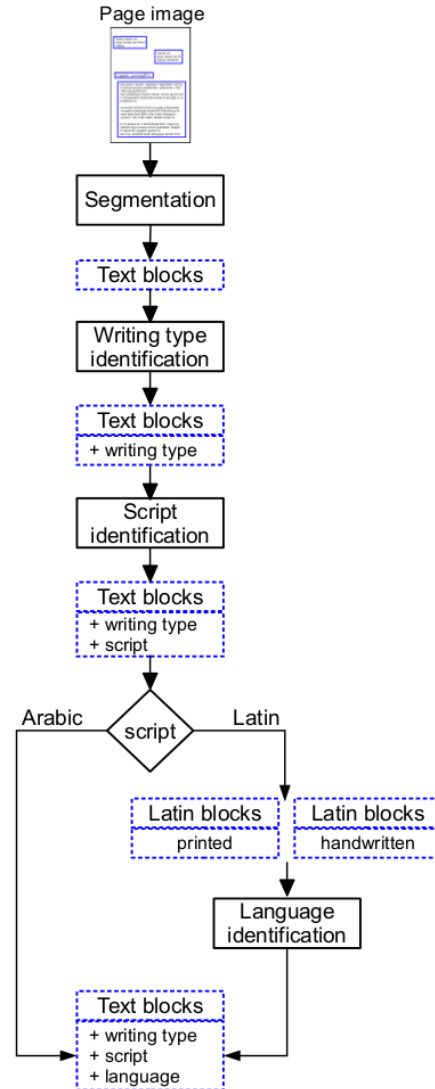 Page image
Segmentation
Text blocks
Writing type
identification
Text blocks
+ writing type
Script
identification
Text blocks
+ writing type
+ script
Arabic
script
Latin
Latin blocks
printed
Latin blocks
handwritten
Language
identification
Text blocks
+ writing type
+ script
+ language